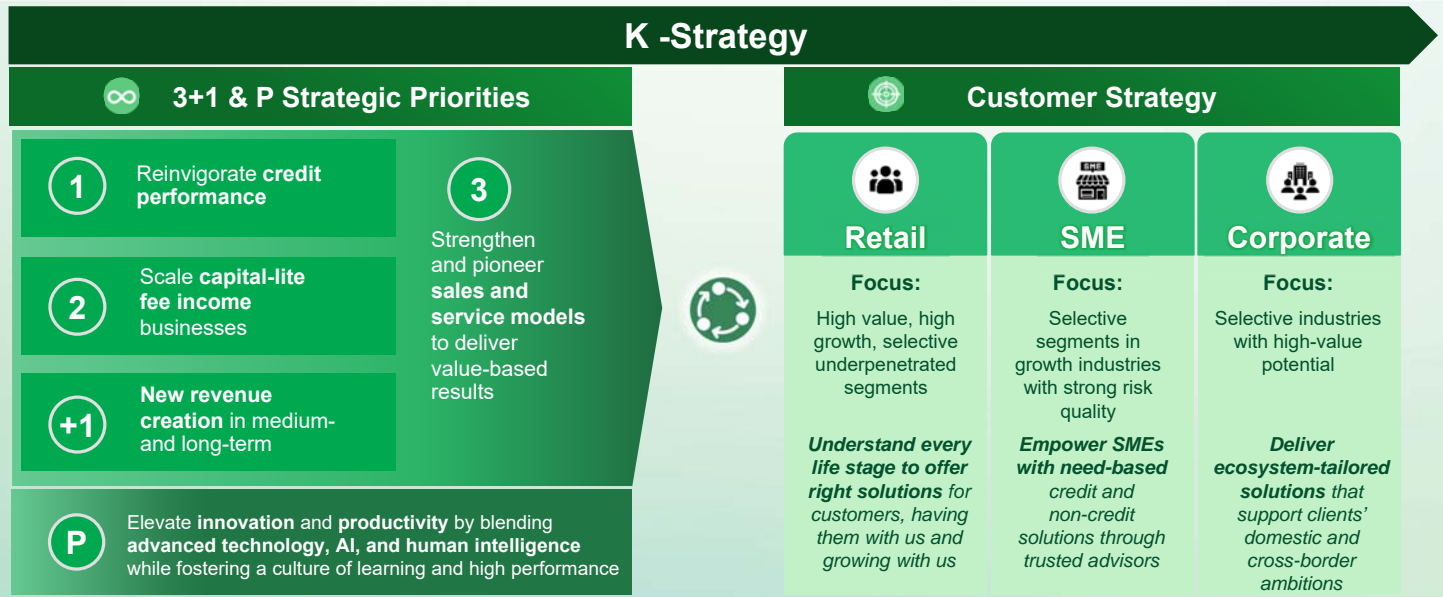 K -Strategy
3+1 & P Strategic Priorities
1
Reinvigorate credit
performance
2
Scale capital-lite
fee income
businesses
+1
New revenue
creation in medium-
and long-term
3
Strengthen
and pioneer
sales and
service models
to deliver
value-based
results
P
Elevate innovation and productivity by blending
advanced technology, AI, and human intelligence
while fostering a culture of learning and high performance
Customer Strategy
Retail
Focus:
High value, high
growth, selective
underpenetrated
segments
Understand every
life stage to offer
right solutions for
customers, having
them with us and
growing with us
SME
SME
Focus:
Selective
segments in
growth industries
with strong risk
quality
Empower SMEs
with need-based
credit and
non-credit
solutions through
trusted advisors
Corporate
Focus:
Selective industries
with high-value
potential
Deliver
ecosystem-tailored
solutions that
support clients’
domestic and
cross-border
ambitions